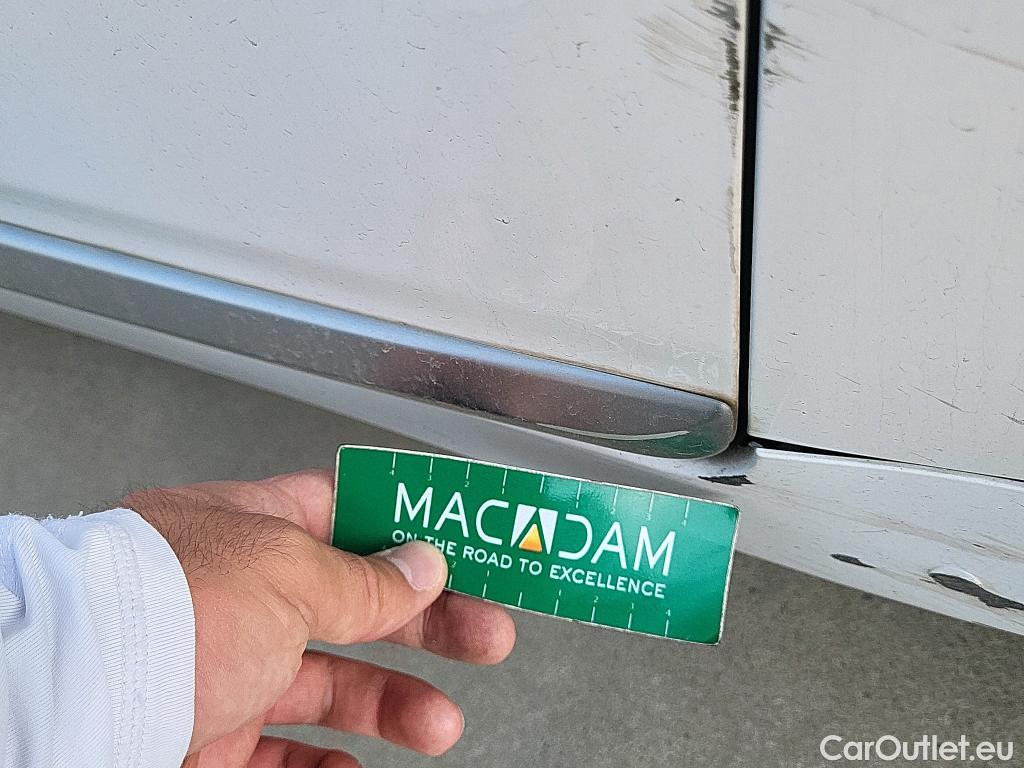 MACADAM
ON THE ROAD TO EXCELLENCE
CarOutlet.eu